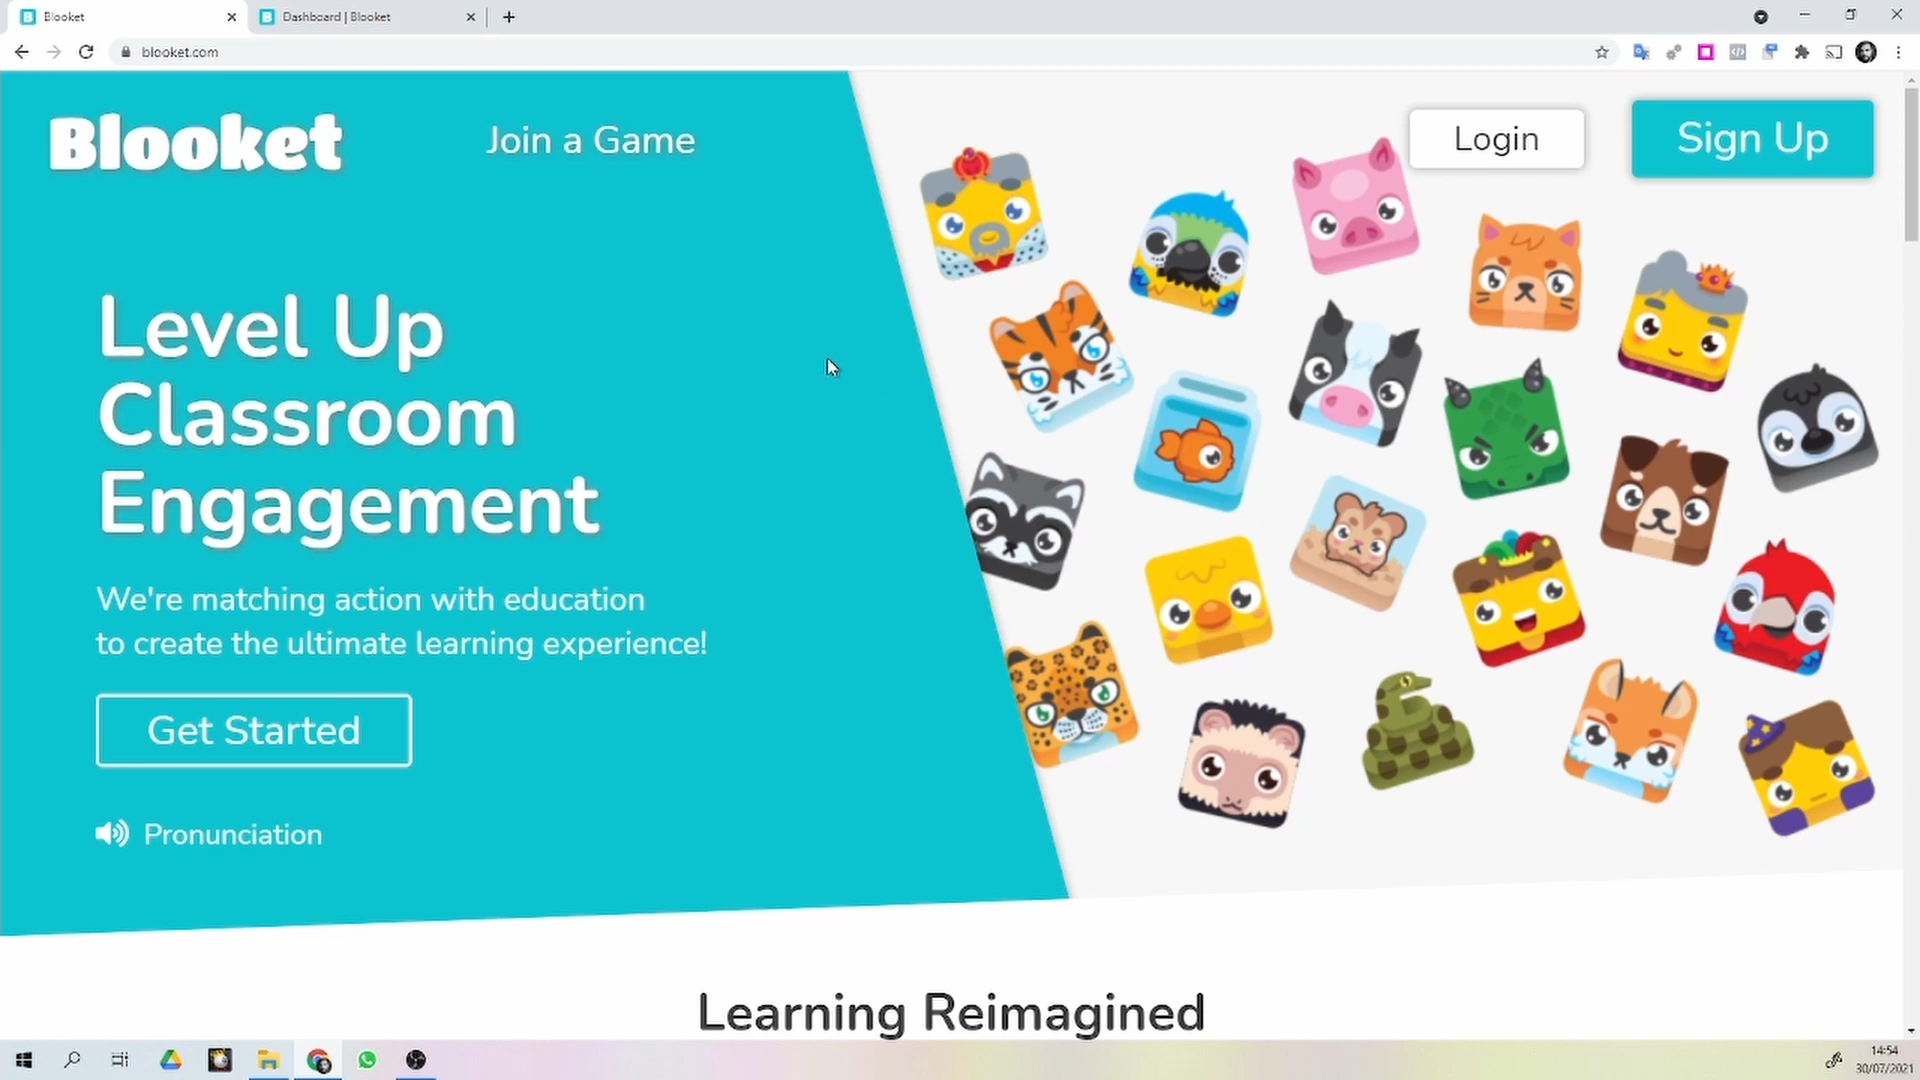 Blooket
Dashboard | Blooket
blooket.com
Blooket
Join a Game
Login
Sign Up
Level Up
Classroom
Engagement
We're matching action with education
to create the ultimate learning experience!
Get Started
Pronunciation
Learning Reimagined
14:54
30/07/2021